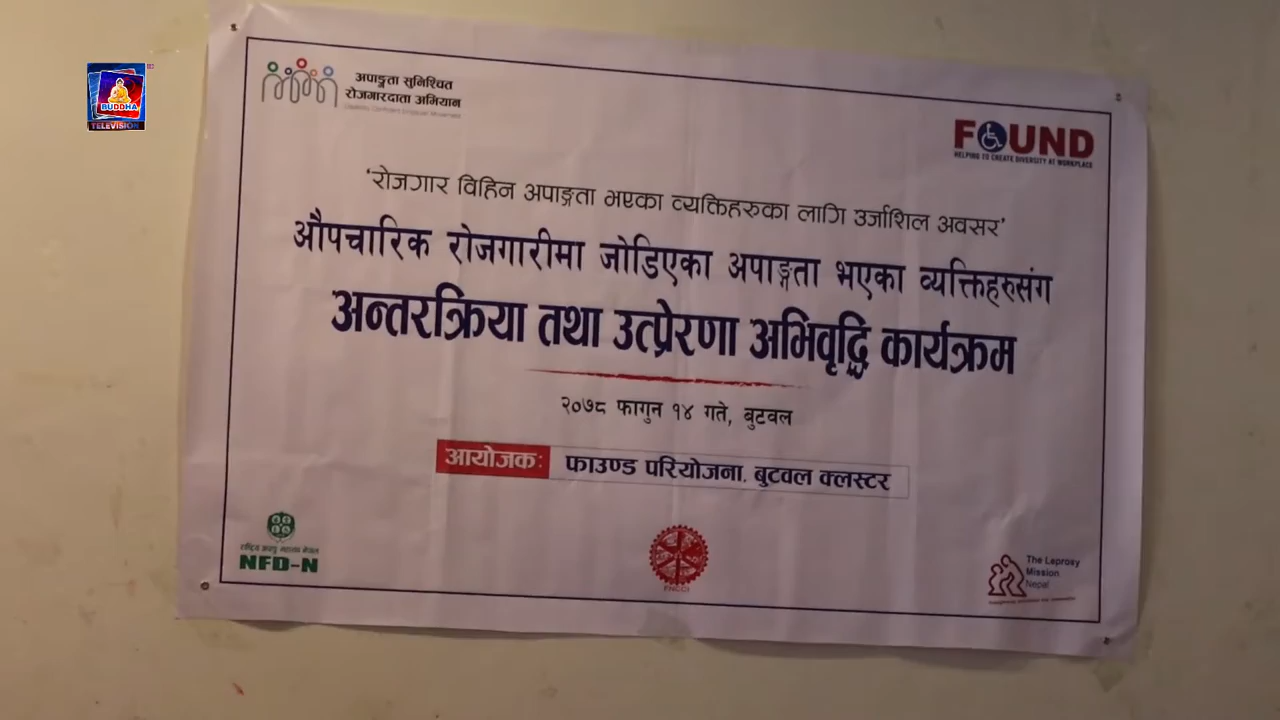 BUDDHA
TELEVISION
अपाङ्गता सुनिश्चित
रोजगारदाता अभियान
FOUND
HELPING TO CREATE DIVERSITY AT WORKPLACE
'रोजगार विहिन अपाङ्गता भएका व्यक्तिहरुका लागि उर्जाशिल अवसर'
औपचारिक रोजगारीमा जोडिएका अपाङ्गता भएका व्यक्तिहरुसंग
अन्तरक्रिया तथा उत्प्रेरणा अभिवृद्धि कार्यक्रम
२०७८ फागुन १४ गते, बुटवल
आयोजक: फाउण्ड परियोजना, बुटवल क्लस्टर
राष्ट्रिय अपाङ्ग महासंघ नेपाल
NFD-N
FNCCI
The Leprosy
Mission
Nepal